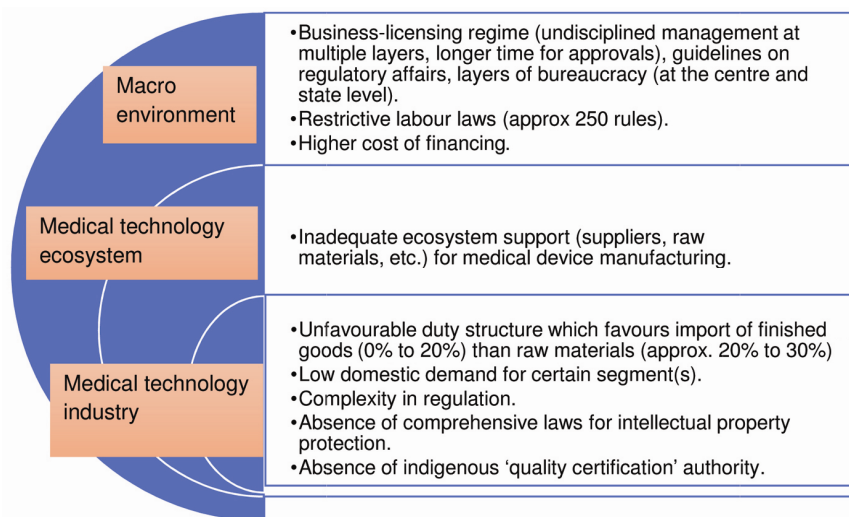 Macro
environment
•Business-licensing regime (undisciplined management at
multiple layers, longer time for approvals), guidelines on
regulatory affairs, layers of bureaucracy (at the centre and
state level).
•Restrictive labour laws (approx 250 rules).
•Higher cost of financing.
Medical technology
ecosystem
•Inadequate ecosystem support (suppliers, raw
materials, etc.) for medical device manufacturing.
Medical technology
industry
•Unfavourable duty structure which favours import of finished
goods (0% to 20%) than raw materials (approx. 20% to 30%)
•Low domestic demand for certain segment(s).
•Complexity in regulation.
•Absence of comprehensive laws for intellectual property
protection.
•Absence of indigenous ‘quality certification’ authority.